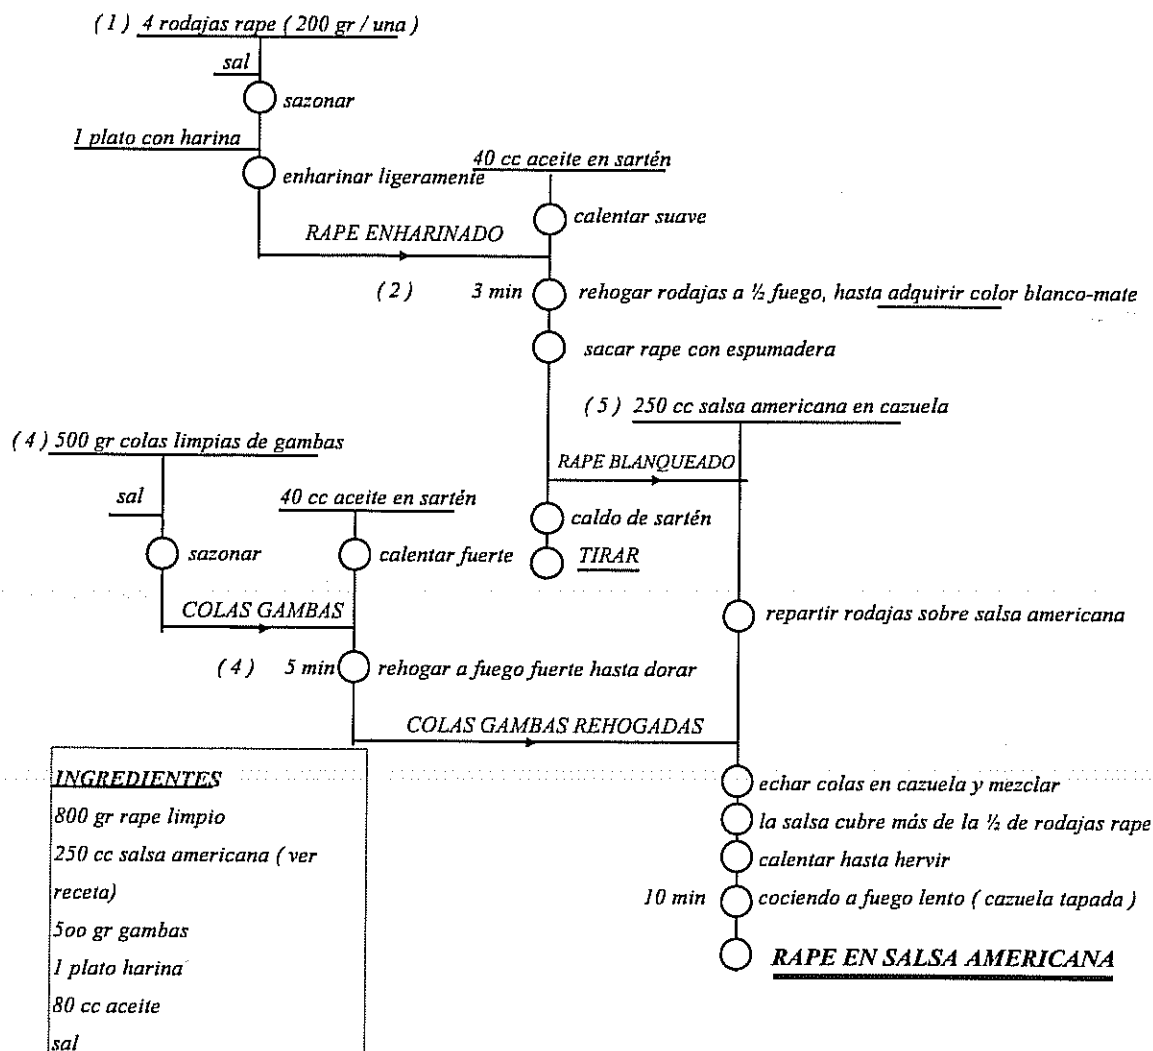 ( 1 ) 4 rodajas rape ( 200 gr / una )
sal
sazonar
1 plato con harina
enharinar ligeramente
40 cc aceite en sartén
calentar suave
RAPE ENHARINADO
( 2 ) 3 min rehogar rodajas a ½ fuego, hasta adquirir color blanco-mate
sacar rape con espumadera
( 5 ) 250 cc salsa americana en cazuela
( 4 ) 500 gr colas limpias de gambas
RAPE BLANQUEADO
sal
40 cc aceite en sartén
caldo de sartén
sazonar
calentar fuerte
TIRAR
COLAS GAMBAS
repartir rodajas sobre salsa americana
( 4 ) 5 min rehogar a fuego fuerte hasta dorar
COLAS GAMBAS REHOGADAS
echar colas en cazuela y mezclar
la salsa cubre más de la ½ de rodajas rape
calentar hasta hervir
10 min cociendo a fuego lento ( cazuela tapada )
RAPE EN SALSA AMERICANA
INGREDIENTES
800 gr rape limpio
250 cc salsa americana ( ver
receta)
5oo gr gambas
1 plato harina
80 cc aceite
sal